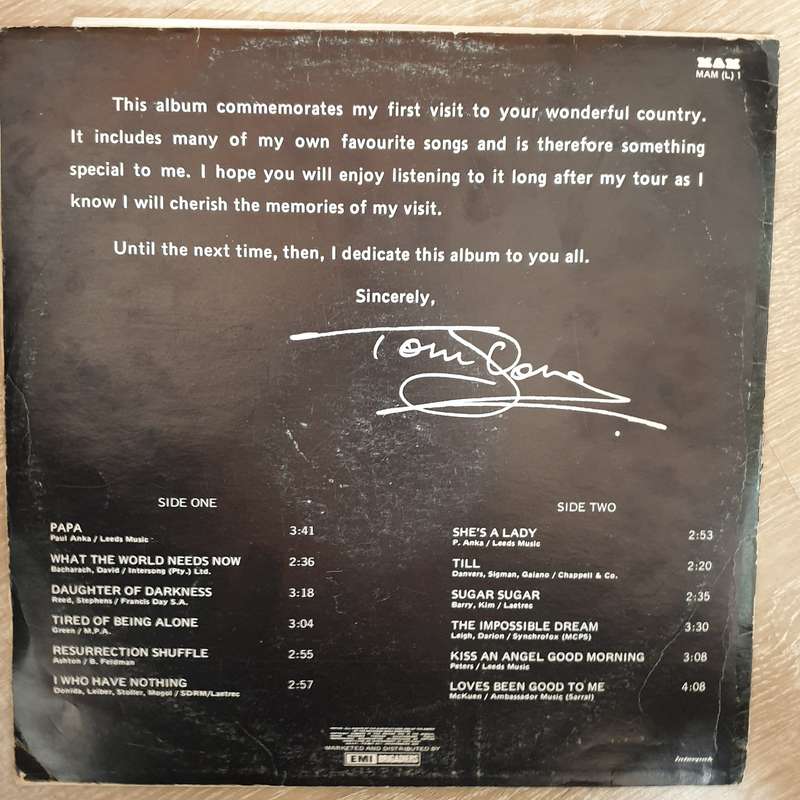 MAM
MAM (L) 1
This album commemorates my first visit to your wonderful country.
It includes many of my own favourite songs and is therefore something
special to me. I hope you will enjoy listening to it long after my tour as I
know I will cherish the memories of my visit.
Until the next time, then, I dedicate this album to you all.
Sincerely,
Tom Jones
SIDE ONE
PAPA 3:41
Paul Anka / Leeds Music
WHAT THE WORLD NEEDS NOW 2:36
Bacharach, David / Intersong (Pty.) Ltd.
DAUGHTER OF DARKNESS 3:18
Reed, Stephens / Francis Day S.A.
TIRED OF BEING ALONE 3:04
Green / M.P.A.
RESURRECTION SHUFFLE 2:55
Ashton / B. Feldman
I WHO HAVE NOTHING 2:57
Donida, Leiber, Stoller, Mogol / SDRM/Laetrec
SIDE TWO
SHE'S A LADY 2:53
P. Anka / Leeds Music
TILL 2:20
Danvers, Sigman, Galano / Chappell & Co.
SUGAR SUGAR 2:35
Barry, Kim / Laetrec
THE IMPOSSIBLE DREAM 3:30
Leigh, Darion / Synchrofox (MCPS)
KISS AN ANGEL GOOD MORNING 3:08
Peters / Leeds Music
LOVES BEEN GOOD TO ME 4:08
McKuen / Ambassador Music (Sarral)
MARKETED AND DISTRIBUTED BY
EMI BRIGADIERS
Interpak